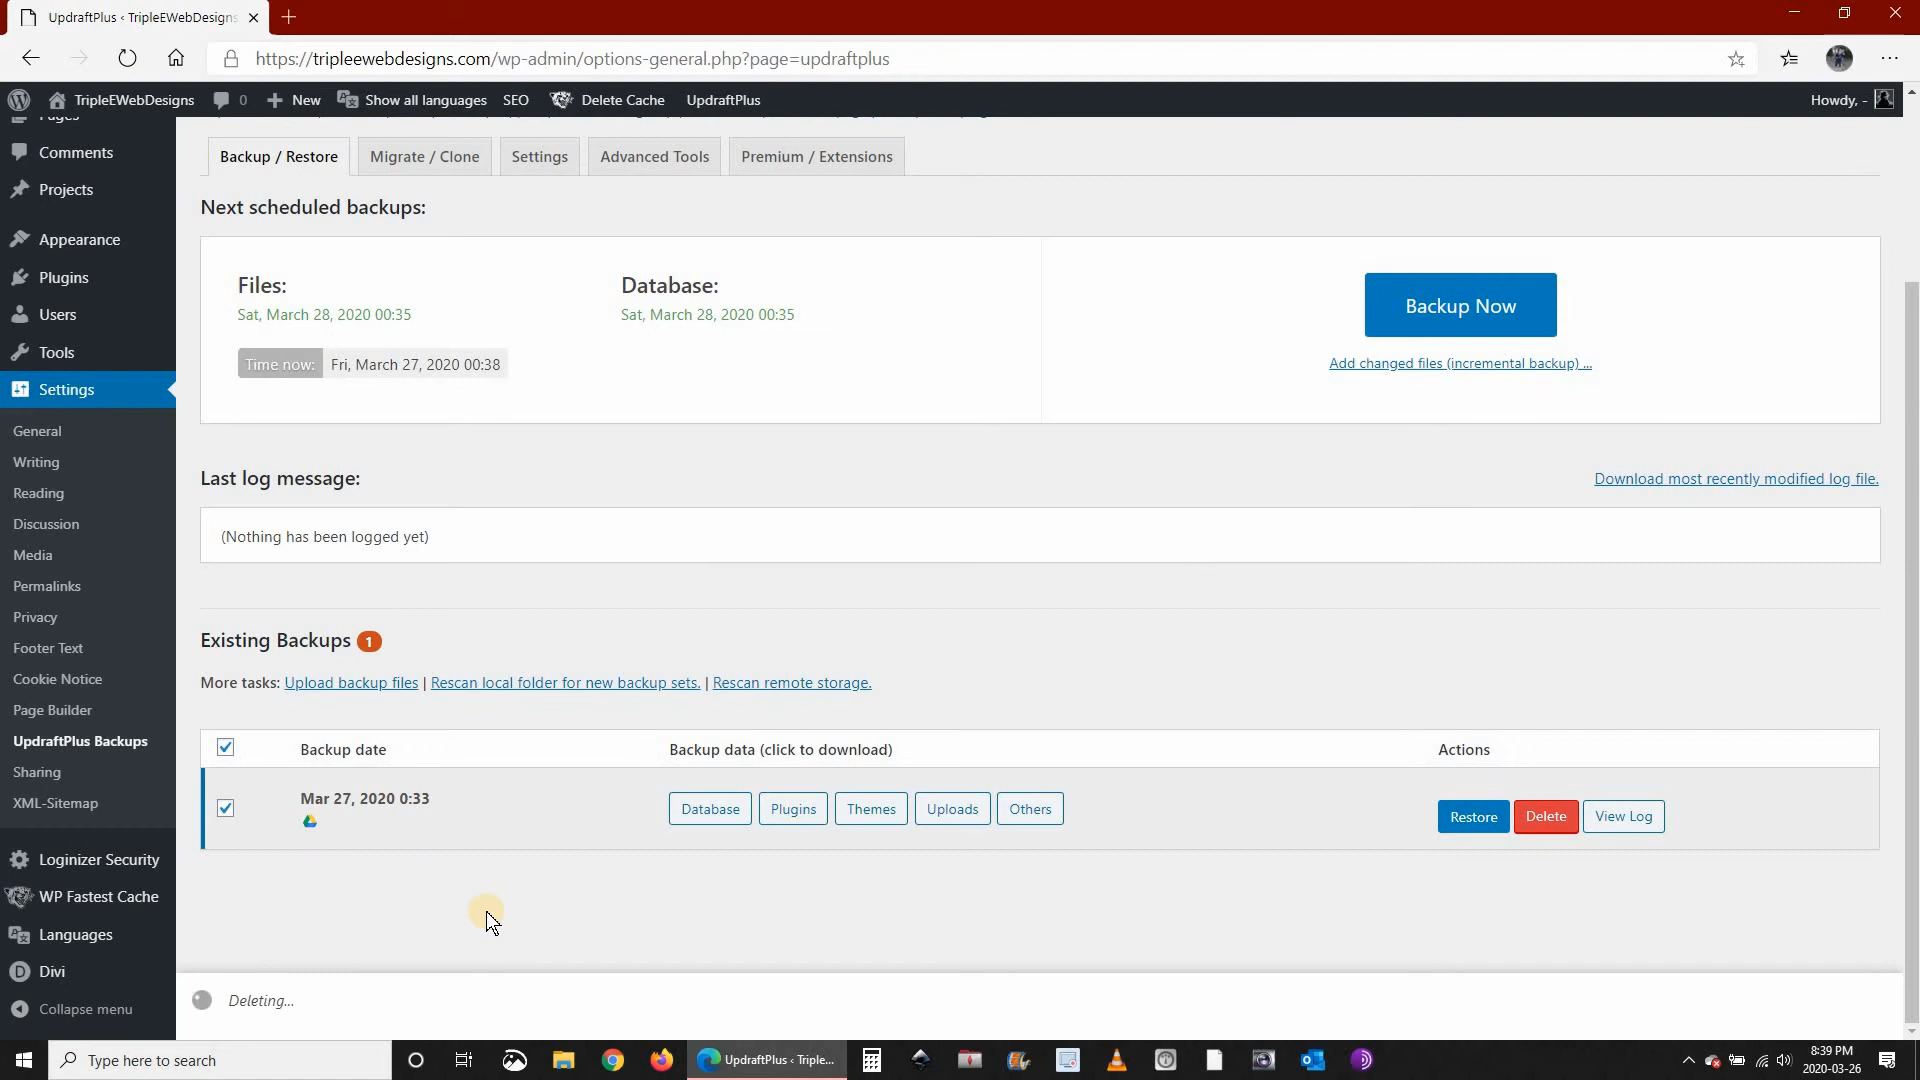 UpdraftPlus ‹ TripleEWebDesigns
https://tripleewebdesigns.com/wp-admin/options-general.php?page=updraftplus
TripleEWebDesigns 0 New Show all languages SEO Delete Cache UpdraftPlus Howdy, -
Pages
Comments
Projects
Appearance
Plugins
Users
Tools
Settings
General
Writing
Reading
Discussion
Media
Permalinks
Privacy
Footer Text
Cookie Notice
Page Builder
UpdraftPlus Backups
Sharing
XML-Sitemap
Loginizer Security
WP Fastest Cache
Languages
Divi
Collapse menu
Backup / Restore Migrate / Clone Settings Advanced Tools Premium / Extensions
Next scheduled backups:
Files: Database:
Sat, March 28, 2020 00:35 Sat, March 28, 2020 00:35
Time now: Fri, March 27, 2020 00:38
Backup Now
Add changed files (incremental backup) ...
Last log message: Download most recently modified log file.
(Nothing has been logged yet)
Existing Backups 1
More tasks: Upload backup files | Rescan local folder for new backup sets. | Rescan remote storage.
Backup date Backup data (click to download) Actions
Mar 27, 2020 0:33 Database Plugins Themes Uploads Others Restore Delete View Log
Deleting...
Type here to search UpdraftPlus ‹ Triple... 8:39 PM
2020-03-26